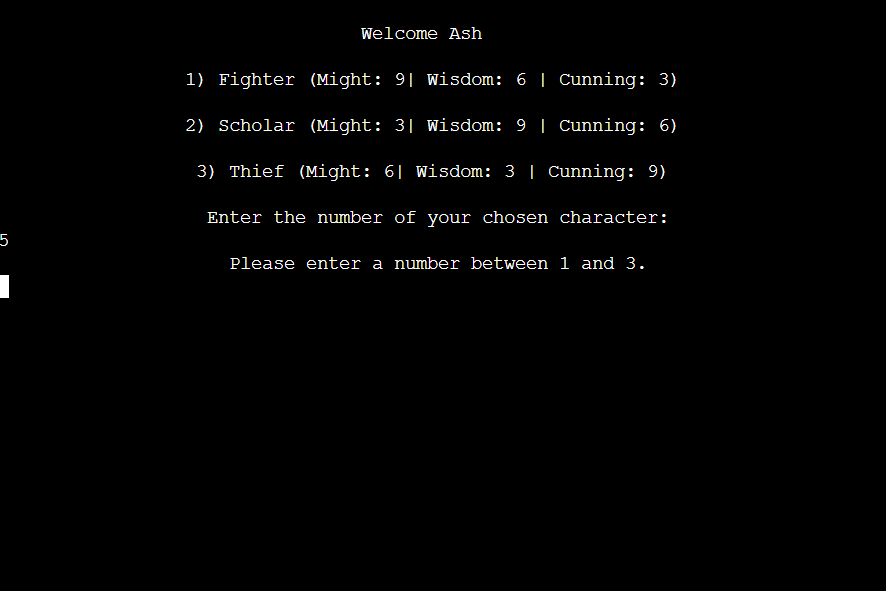 Welcome Ash
1) Fighter (Might: 9| Wisdom: 6 | Cunning: 3)
2) Scholar (Might: 3| Wisdom: 9 | Cunning: 6)
3) Thief (Might: 6| Wisdom: 3 | Cunning: 9)
Enter the number of your chosen character:
5
Please enter a number between 1 and 3.